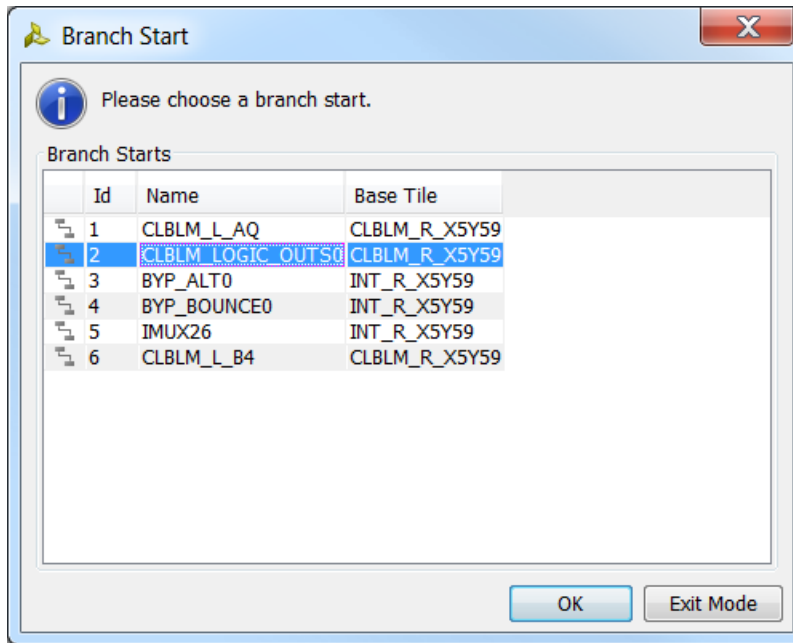 Branch Start
Please choose a branch start.
Branch Starts
Id Name Base Tile
1 CLBLM_L_AQ CLBLM_R_X5Y59
2 CLBLM_LOGIC_OUTS0 CLBLM_R_X5Y59
3 BYP_ALT0 INT_R_X5Y59
4 BYP_BOUNCE0 INT_R_X5Y59
5 IMUX26 INT_R_X5Y59
6 CLBLM_L_B4 CLBLM_R_X5Y59
OK Exit Mode